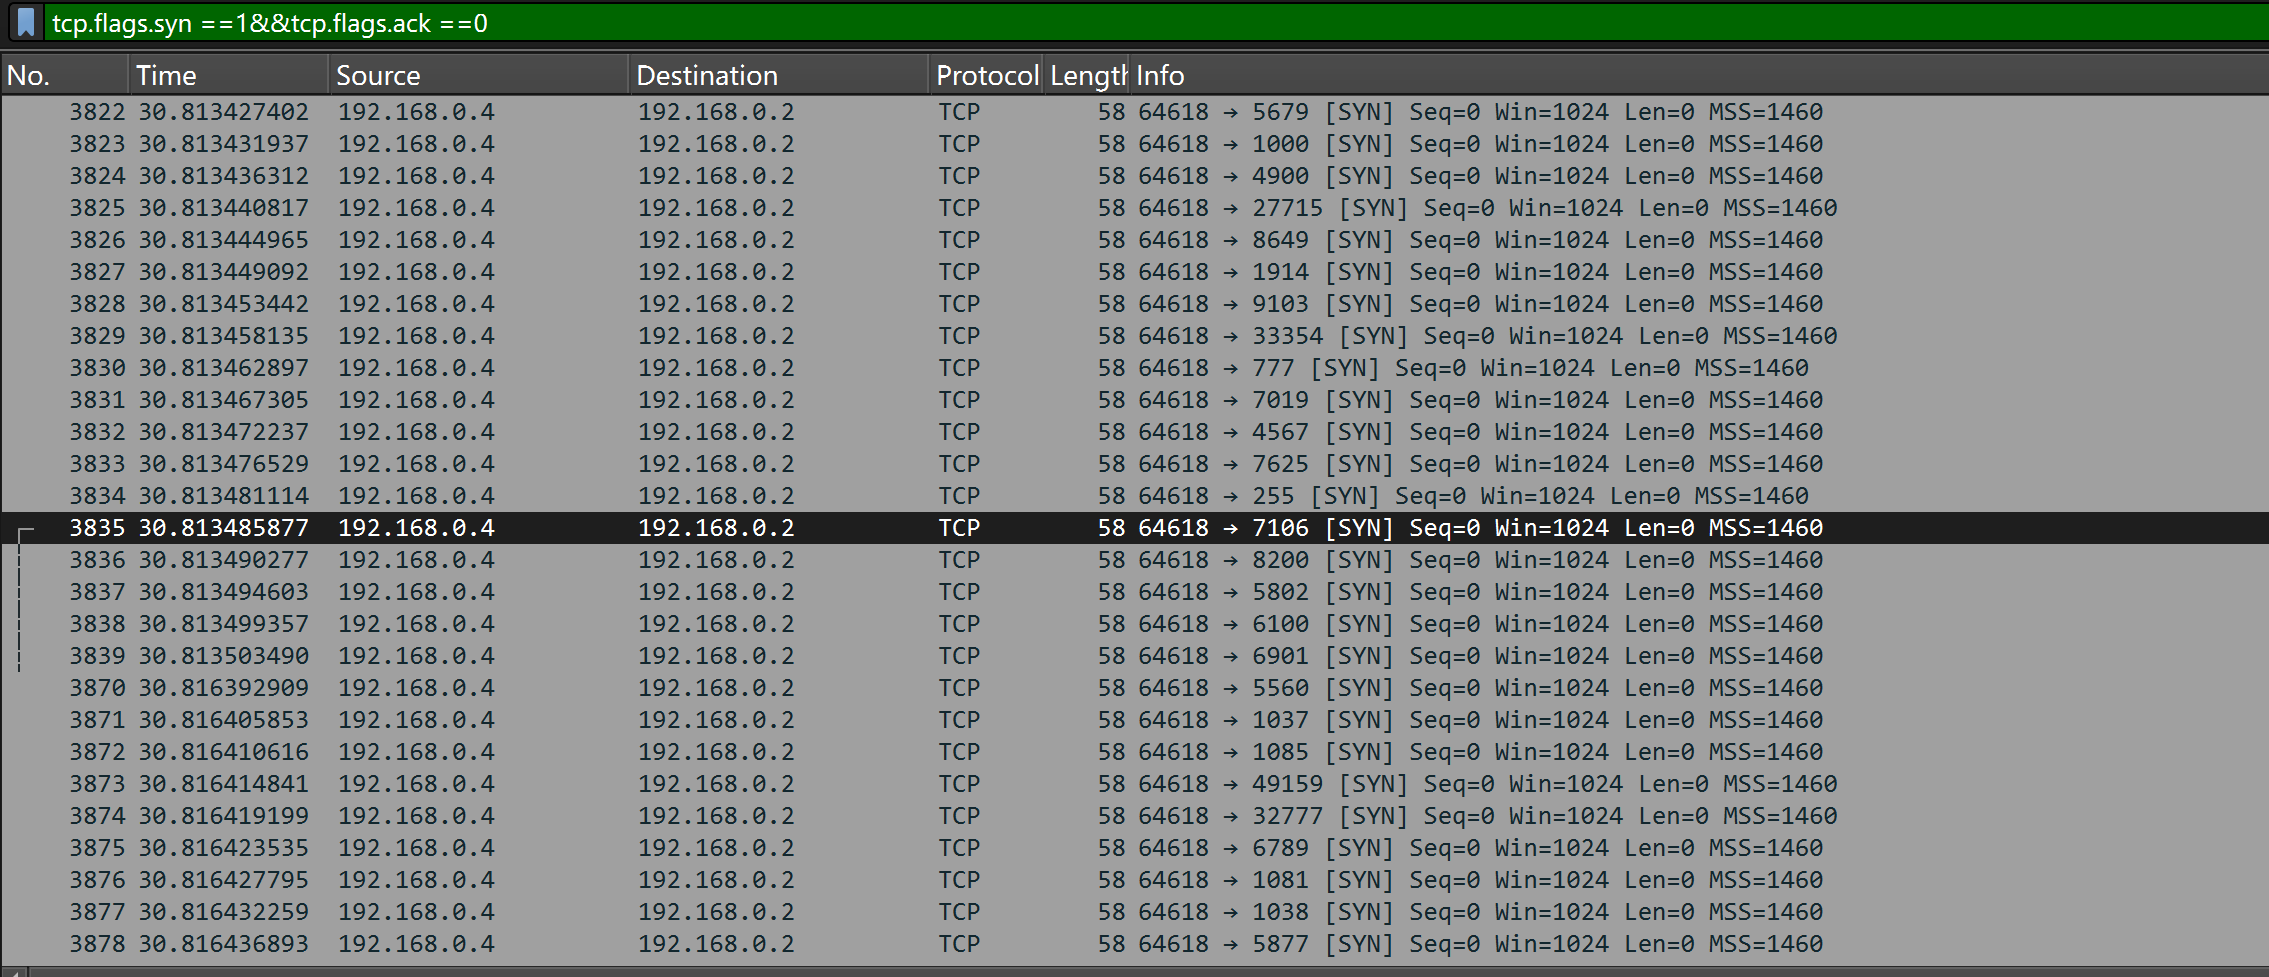 tcp.flags.syn ==1&&tcp.flags.ack ==0
No. Time Source Destination Protocol Length Info
3822 30.813427402 192.168.0.4 192.168.0.2 TCP 58 64618 → 5679 [SYN] Seq=0 Win=1024 Len=0 MSS=1460
3823 30.813431937 192.168.0.4 192.168.0.2 TCP 58 64618 → 1000 [SYN] Seq=0 Win=1024 Len=0 MSS=1460
3824 30.813436312 192.168.0.4 192.168.0.2 TCP 58 64618 → 4900 [SYN] Seq=0 Win=1024 Len=0 MSS=1460
3825 30.813440817 192.168.0.4 192.168.0.2 TCP 58 64618 → 27715 [SYN] Seq=0 Win=1024 Len=0 MSS=1460
3826 30.813444965 192.168.0.4 192.168.0.2 TCP 58 64618 → 8649 [SYN] Seq=0 Win=1024 Len=0 MSS=1460
3827 30.813449092 192.168.0.4 192.168.0.2 TCP 58 64618 → 1914 [SYN] Seq=0 Win=1024 Len=0 MSS=1460
3828 30.813453442 192.168.0.4 192.168.0.2 TCP 58 64618 → 9103 [SYN] Seq=0 Win=1024 Len=0 MSS=1460
3829 30.813458135 192.168.0.4 192.168.0.2 TCP 58 64618 → 33354 [SYN] Seq=0 Win=1024 Len=0 MSS=1460
3830 30.813462897 192.168.0.4 192.168.0.2 TCP 58 64618 → 777 [SYN] Seq=0 Win=1024 Len=0 MSS=1460
3831 30.813467305 192.168.0.4 192.168.0.2 TCP 58 64618 → 7019 [SYN] Seq=0 Win=1024 Len=0 MSS=1460
3832 30.813472237 192.168.0.4 192.168.0.2 TCP 58 64618 → 4567 [SYN] Seq=0 Win=1024 Len=0 MSS=1460
3833 30.813476529 192.168.0.4 192.168.0.2 TCP 58 64618 → 7625 [SYN] Seq=0 Win=1024 Len=0 MSS=1460
3834 30.813481114 192.168.0.4 192.168.0.2 TCP 58 64618 → 255 [SYN] Seq=0 Win=1024 Len=0 MSS=1460
3835 30.813485877 192.168.0.4 192.168.0.2 TCP 58 64618 → 7106 [SYN] Seq=0 Win=1024 Len=0 MSS=1460
3836 30.813490277 192.168.0.4 192.168.0.2 TCP 58 64618 → 8200 [SYN] Seq=0 Win=1024 Len=0 MSS=1460
3837 30.813494603 192.168.0.4 192.168.0.2 TCP 58 64618 → 5802 [SYN] Seq=0 Win=1024 Len=0 MSS=1460
3838 30.813499357 192.168.0.4 192.168.0.2 TCP 58 64618 → 6100 [SYN] Seq=0 Win=1024 Len=0 MSS=1460
3839 30.813503490 192.168.0.4 192.168.0.2 TCP 58 64618 → 6901 [SYN] Seq=0 Win=1024 Len=0 MSS=1460
3870 30.816392909 192.168.0.4 192.168.0.2 TCP 58 64618 → 5560 [SYN] Seq=0 Win=1024 Len=0 MSS=1460
3871 30.816405853 192.168.0.4 192.168.0.2 TCP 58 64618 → 1037 [SYN] Seq=0 Win=1024 Len=0 MSS=1460
3872 30.816410616 192.168.0.4 192.168.0.2 TCP 58 64618 → 1085 [SYN] Seq=0 Win=1024 Len=0 MSS=1460
3873 30.816414841 192.168.0.4 192.168.0.2 TCP 58 64618 → 49159 [SYN] Seq=0 Win=1024 Len=0 MSS=1460
3874 30.816419199 192.168.0.4 192.168.0.2 TCP 58 64618 → 32777 [SYN] Seq=0 Win=1024 Len=0 MSS=1460
3875 30.816423535 192.168.0.4 192.168.0.2 TCP 58 64618 → 6789 [SYN] Seq=0 Win=1024 Len=0 MSS=1460
3876 30.816427795 192.168.0.4 192.168.0.2 TCP 58 64618 → 1081 [SYN] Seq=0 Win=1024 Len=0 MSS=1460
3877 30.816432259 192.168.0.4 192.168.0.2 TCP 58 64618 → 1038 [SYN] Seq=0 Win=1024 Len=0 MSS=1460
3878 30.816436893 192.168.0.4 192.168.0.2 TCP 58 64618 → 5877 [SYN] Seq=0 Win=1024 Len=0 MSS=1460